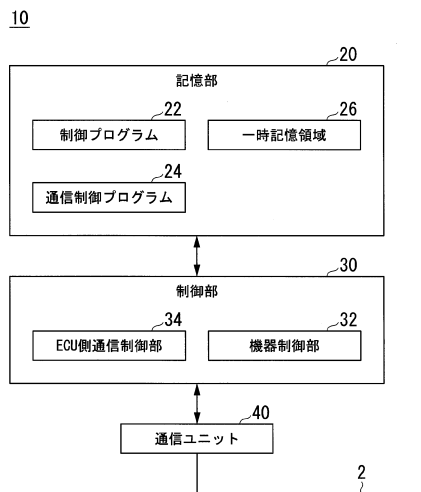 10
20
記憶部
22
26
制御プログラム
一時記憶領域
24
通信制御プログラム
30
制御部
34
32
ECU側通信制御部
機器制御部
40
通信ユニット
2